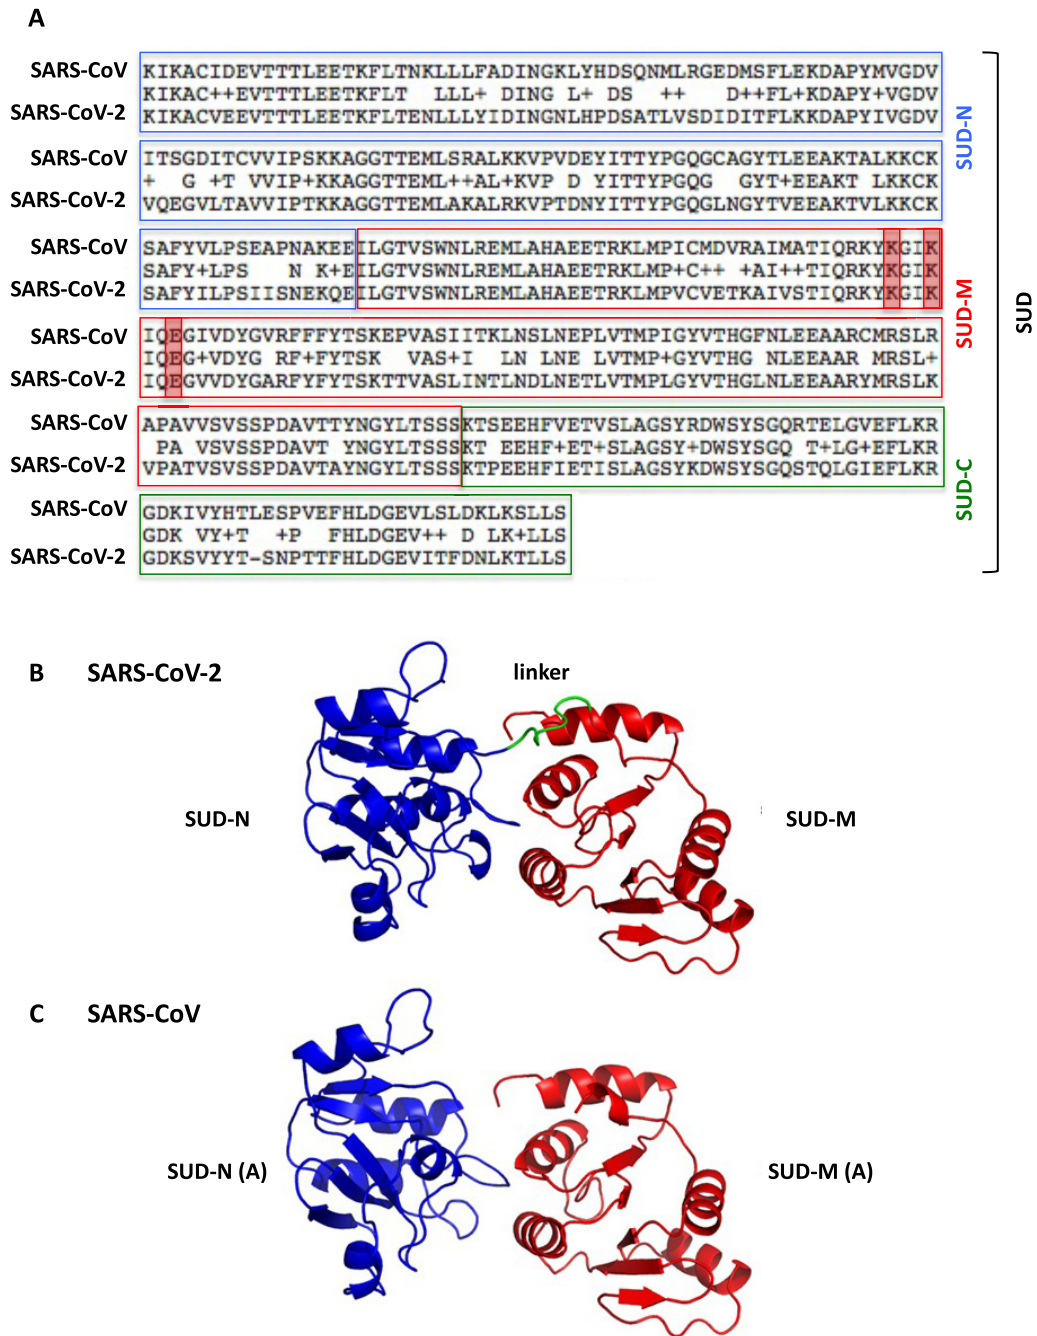 A
SARS-CoV KIKACIDEVTTTLEETKFLTNKLLLFADINGKLYHDSQNMLRGEDMSFLEKDAPYMVGDV
KIKAC++EVTTTLEETKFLT LLL+ DING L+ DS ++ D++FL+KDAPY+VGDV
SARS-CoV-2 KIKACVEEVTTTLEETKFLTENLLLYIDINGNLHPDSATLVSDIDITFLKKDAPYIVGDV
SUD-N
SARS-CoV ITSGDITCVVIPSKKAGGTTEMLSRALKKVPVDEYITTYPGQGCAGYTLEEAKTALKKCK
+ G +T VVIP+KKAGGTTEML++AL+KVP D YITTYPGQG GYT+EEAKT LKKCK
SARS-CoV-2 VQEGVLTAVVIPTKKAGGTTEMLAKALRKVPTDNYITTYPGQGLNGYTVEEAKTVLKKCK
SARS-CoV SAFYVLPSEAPNAKEEILGTVSWNLREMLAHAEETRKLMPICMDVRAIMATIQRKYKGIK
SAFY+LPS N K+EILGTVSWNLREMLAHAEETRKLMP+C++ +AI++TIQRKYKGIK
SARS-CoV-2 SAFYILPSIISNEKQEILGTVSWNLREMLAHAEETRKLMPVCVETKAIVSTIQRKYKGIK
SUD-M
SUD
SARS-CoV IQEGIVDYGVRFFFYTSKEPVASIITKLNSLNEPLVTMPIGYVTHGFNLEEAARCMRSLR
IQEG+VDYG RF+FYTSK VAS+I LN LNE LVTMP+GYVTHG NLEEAAR MRSL+
SARS-CoV-2 IQEGVVDYGARFYFYTSKTTVASLINTLNDLNETLVTMPLGYVTHGLNLEEAARYMRSLK
SARS-CoV APAVVSVSSPDAVTTYNGYLTSSSKTSEEHFVETVSLAGSYRDWSYSGQRTELGVEFLKR
PA VSVSSPDAVT YNGYLTSSSKT EEHF+ET+SLAGSY+DWSYSGQ T+LG+EFLKR
SARS-CoV-2 VPATVSVSSPDAVTAYNGYLTSSSKTPEEHFIETISLAGSYKDWSYSGQSTQLGIEFLKR
SUD-C
SARS-CoV GDKIVYHTLESPVEFHLDGEVLSLDKLKSLLS
GDK VY+T +P FHLDGEV++ D LK+LLS
SARS-CoV-2 GDKSVYYT-SNPTTFHLDGEVITFDNLKTLLS
B SARS-CoV-2
linker
SUD-N
SUD-M
C SARS-CoV
SUD-N (A)
SUD-M (A)